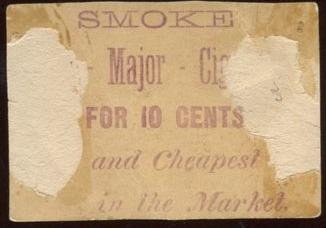 SMOKE
- Major - Cig
FOR 10 CENTS
and Cheapest
in the Market.